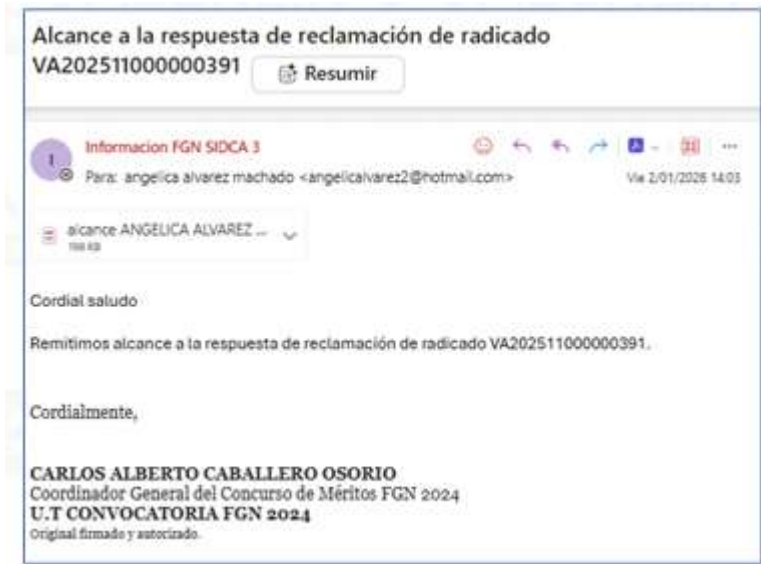 Alcance a la respuesta de reclamación de radicado
VA202511000000391 Resumir
I Informacion FGN SIDCA 3
Para: angelica alvarez machado <angelicalvarez2@hotmail.com> Vie 2/01/2026 14:03
alcance ANGELICA ALVAREZ ...
KB
Cordial saludo
Remitimos alcance a la respuesta de reclamación de radicado VA202511000000391.
Cordialmente,
CARLOS ALBERTO CABALLERO OSORIO
Coordinador General del Concurso de Méritos FGN 2024
U.T CONVOCATORIA FGN 2024
Original firmado y autorizado.